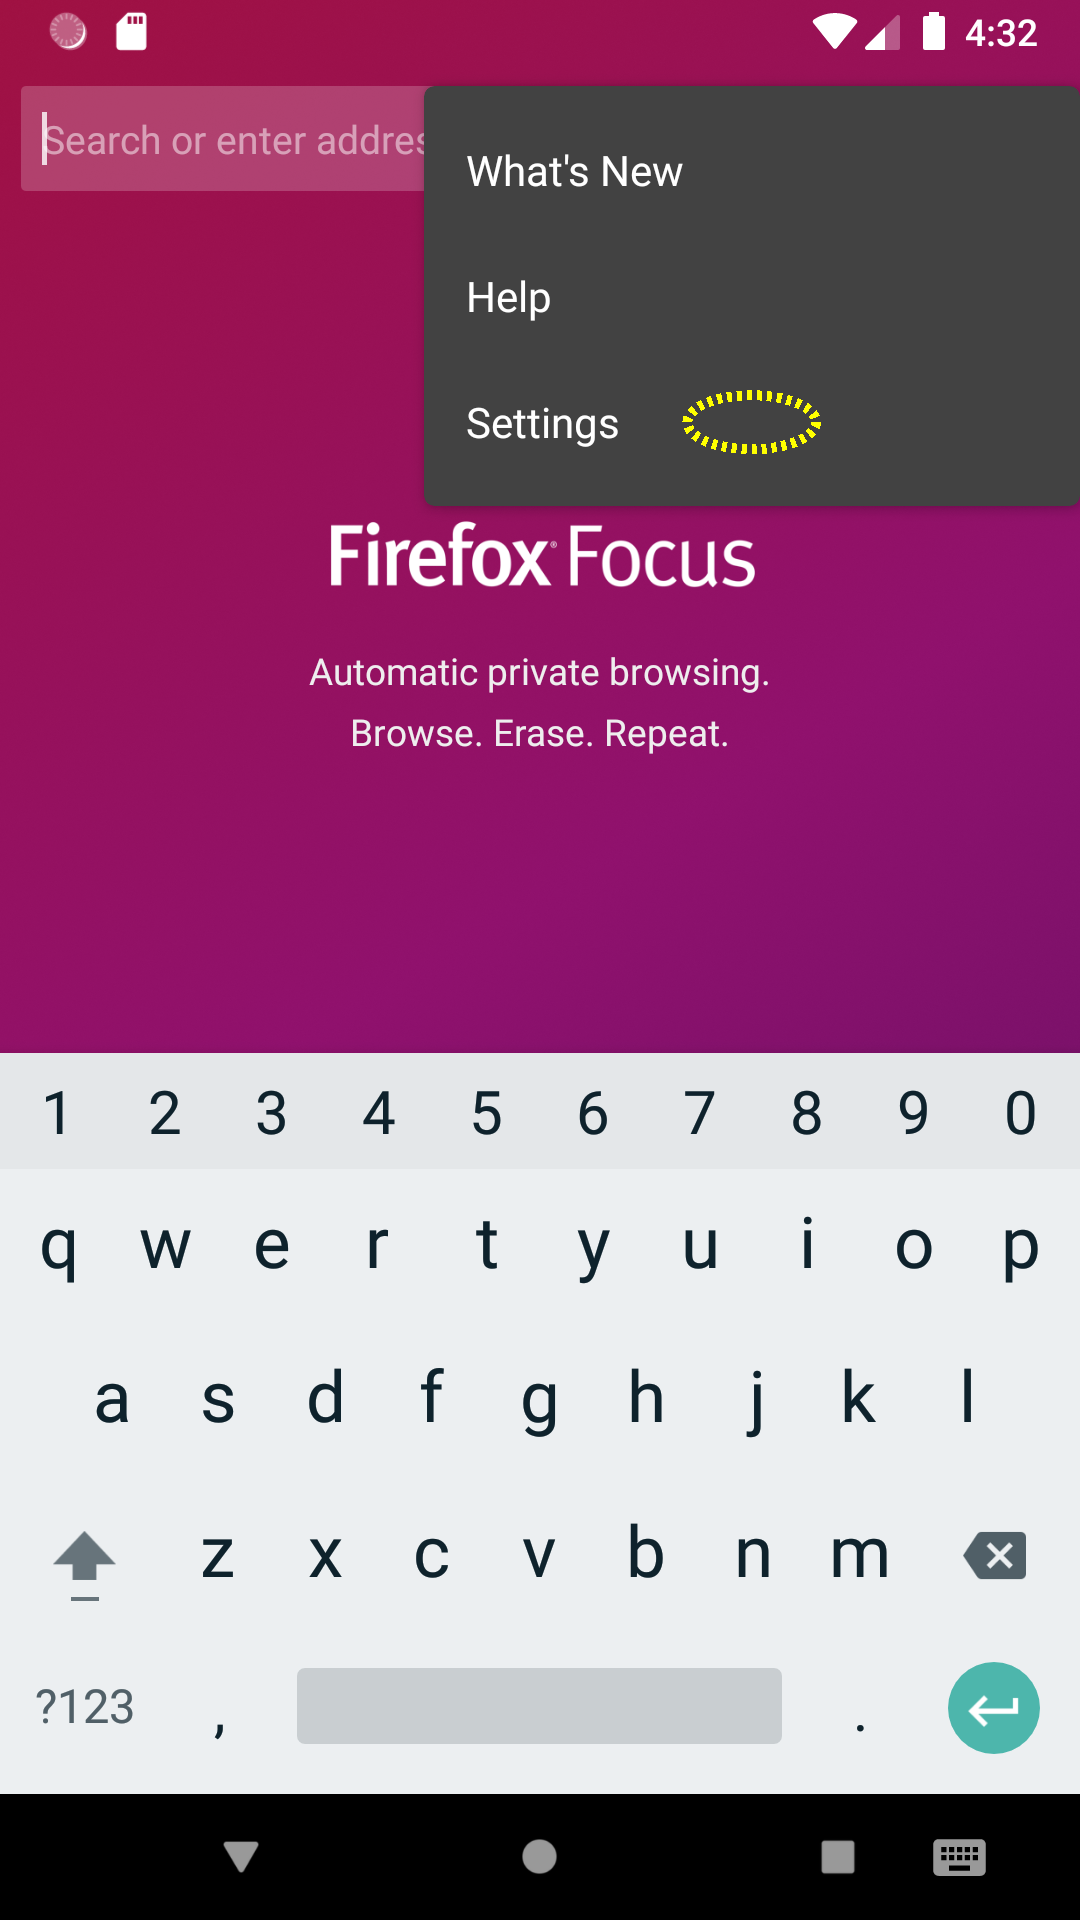 4:32
Search or enter addres
What's New
Help
Settings
Firefox® Focus
Automatic private browsing.
Browse. Erase. Repeat.
1 2 3 4 5 6 7 8 9 0
q w e r t y u i o p
a s d f g h j k l
z x c v b n m
?123 , .